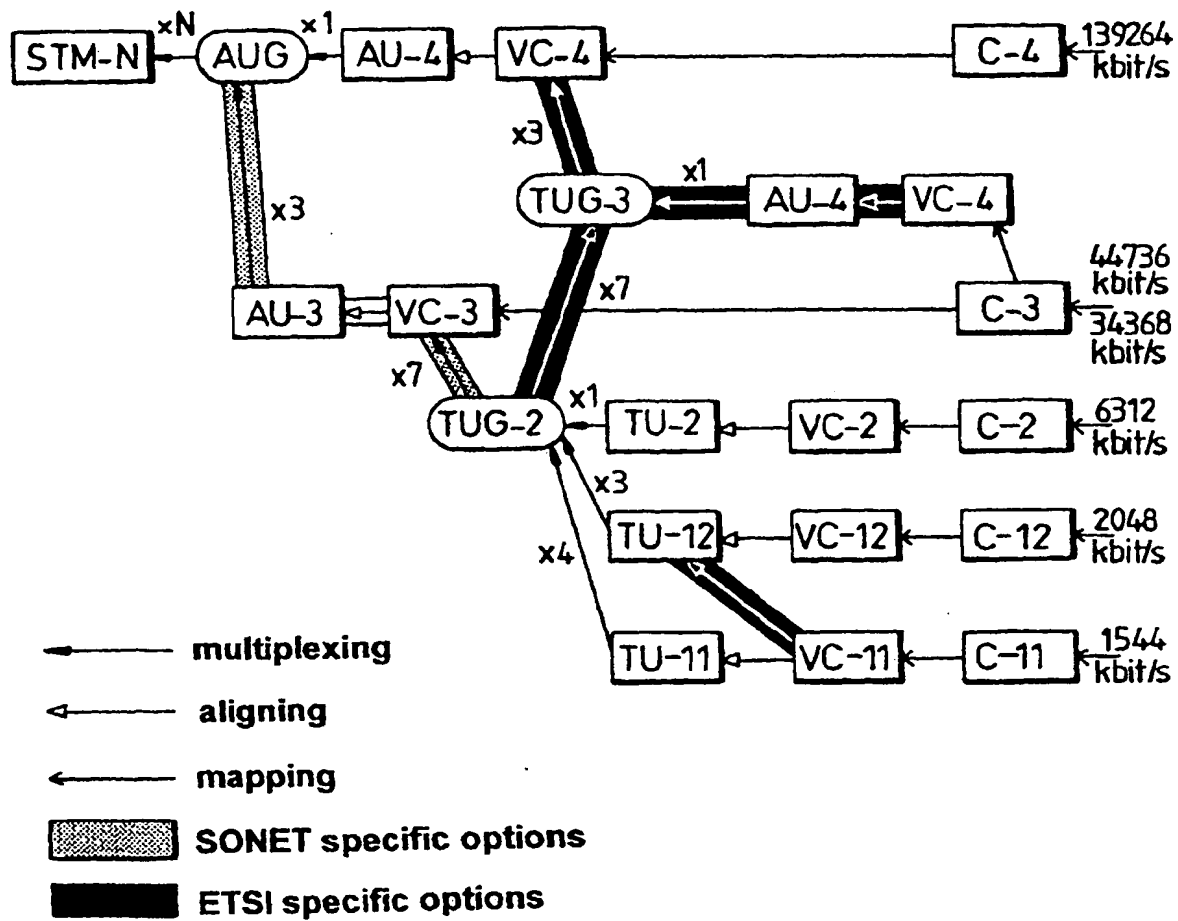 xN
x1
STM-N
AUG
AU-4
VC-4
C-4
139264
kbit/s
x3
x1
TUG-3
AU-4
VC-4
x3
44736
kbit/s
x7
AU-3
VC-3
C-3
34368
kbit/s
x7
x1
TUG-2
TU-2
VC-2
C-2
6312
kbit/s
x3
TU-12
VC-12
C-12
2048
kbit/s
x4
TU-11
VC-11
C-11
1544
kbit/s
multiplexing
aligning
mapping
SONET specific options
ETSI specific options